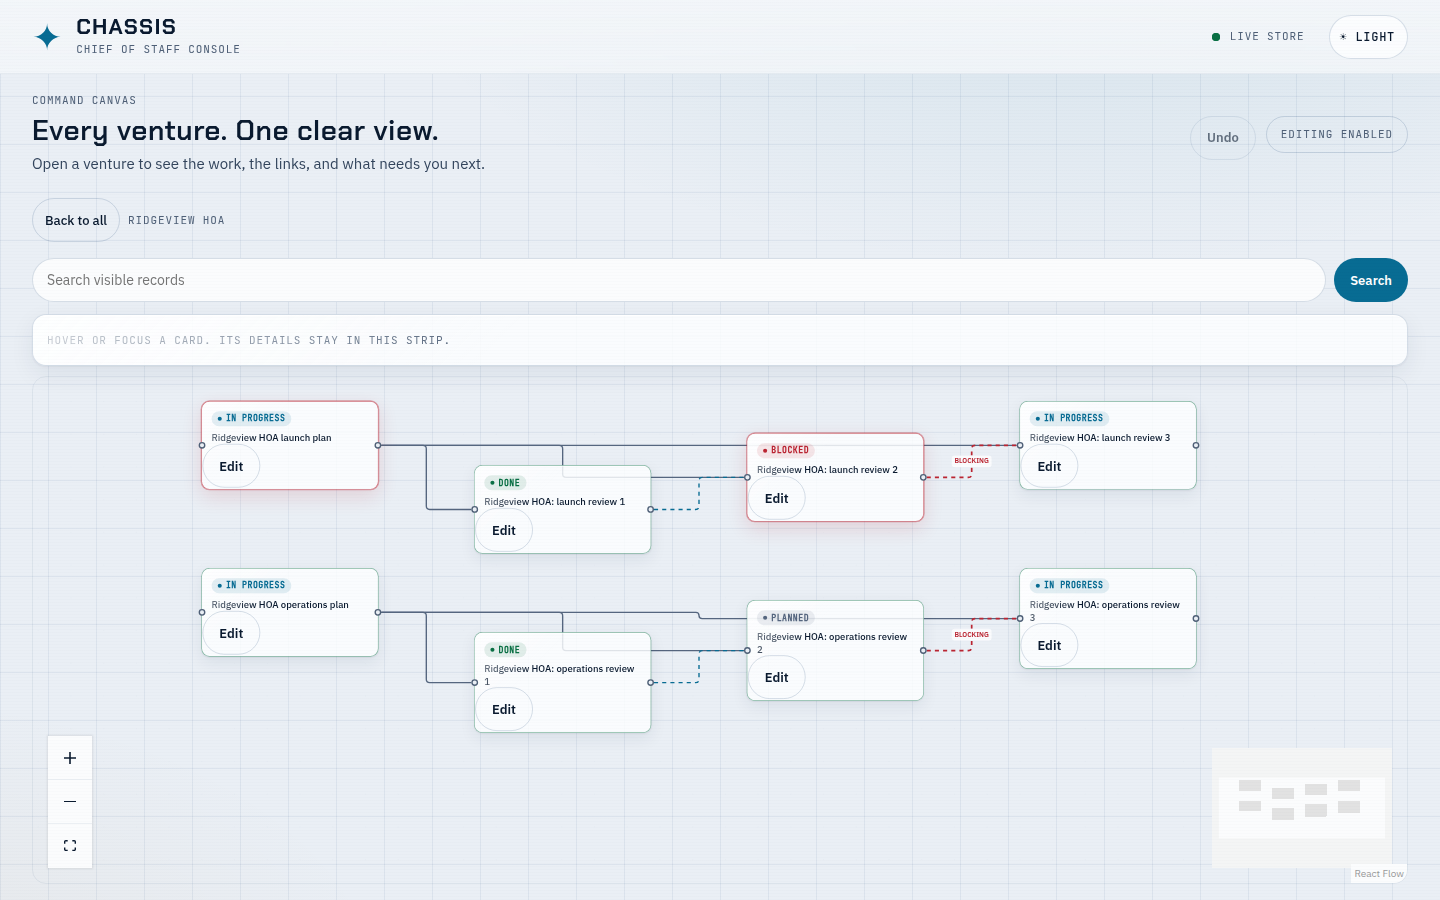 CHASSIS
CHIEF OF STAFF CONSOLE
LIVE STORE
LIGHT
COMMAND CANVAS
Every venture. One clear view.
Open a venture to see the work, the links, and what needs you next.
Undo
EDITING ENABLED
Back to all
RIDGEVIEW HOA
Search visible records
Search
HOVER OR FOCUS A CARD. ITS DETAILS STAY IN THIS STRIP.
IN PROGRESS
Ridgeview HOA launch plan
Edit
DONE
Ridgeview HOA: launch review 1
Edit
BLOCKED
Ridgeview HOA: launch review 2
Edit
BLOCKING
IN PROGRESS
Ridgeview HOA: launch review 3
Edit
IN PROGRESS
Ridgeview HOA operations plan
Edit
DONE
Ridgeview HOA: operations review
1
Edit
PLANNED
Ridgeview HOA: operations review
2
Edit
BLOCKING
IN PROGRESS
Ridgeview HOA: operations review
3
Edit
React Flow